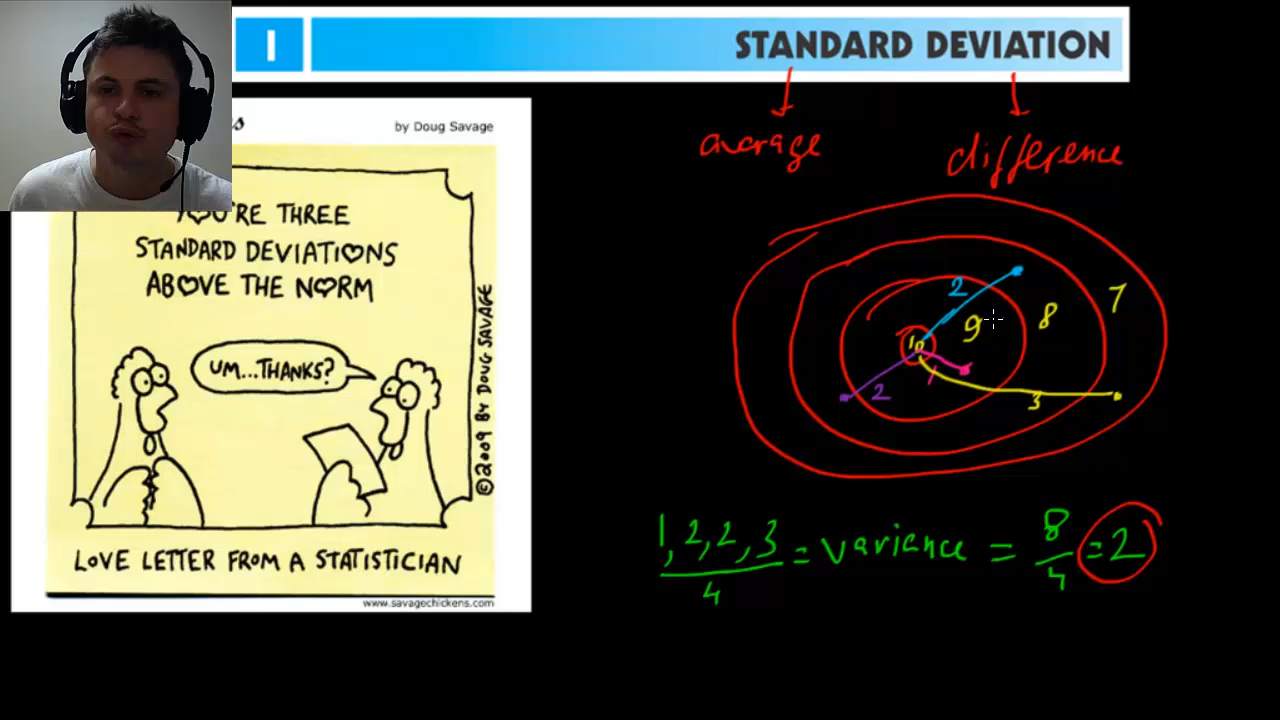 1
STANDARD DEVIATION
average
difference
by Doug Savage
YOU'RE THREE
STANDARD DEVIATIONS
ABOVE THE NORM
UM...THANKS?
©2009 BY DOUG SAVAGE
LOVE LETTER FROM A STATISTICIAN
www.savagechickens.com
2
9
8
7
10
1
2
3
1,2,2,3
4
= variance =
8
4
=2